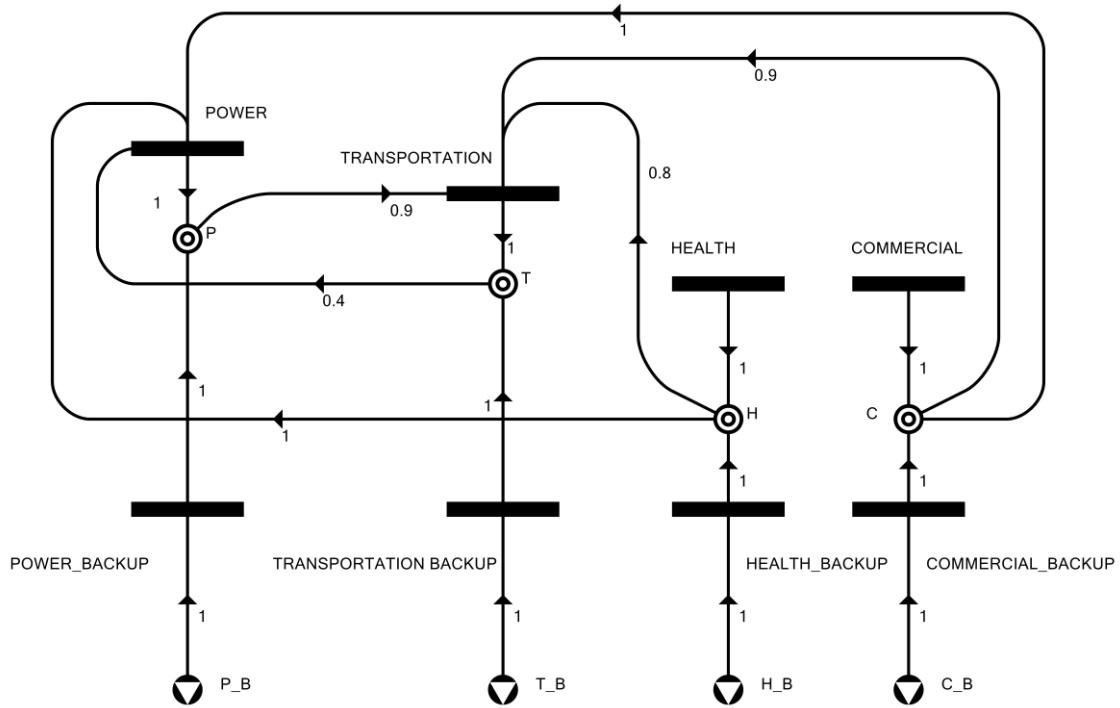 1
0.9
POWER
TRANSPORTATION
0.8
1
P
0.9
1
HEALTH
COMMERCIAL
T
0.4
1
1
1
1
H
C
1
1
1
POWER_BACKUP
TRANSPORTATION BACKUP
HEALTH_BACKUP
COMMERCIAL_BACKUP
1
1
1
1
P_B
T_B
H_B
C_B